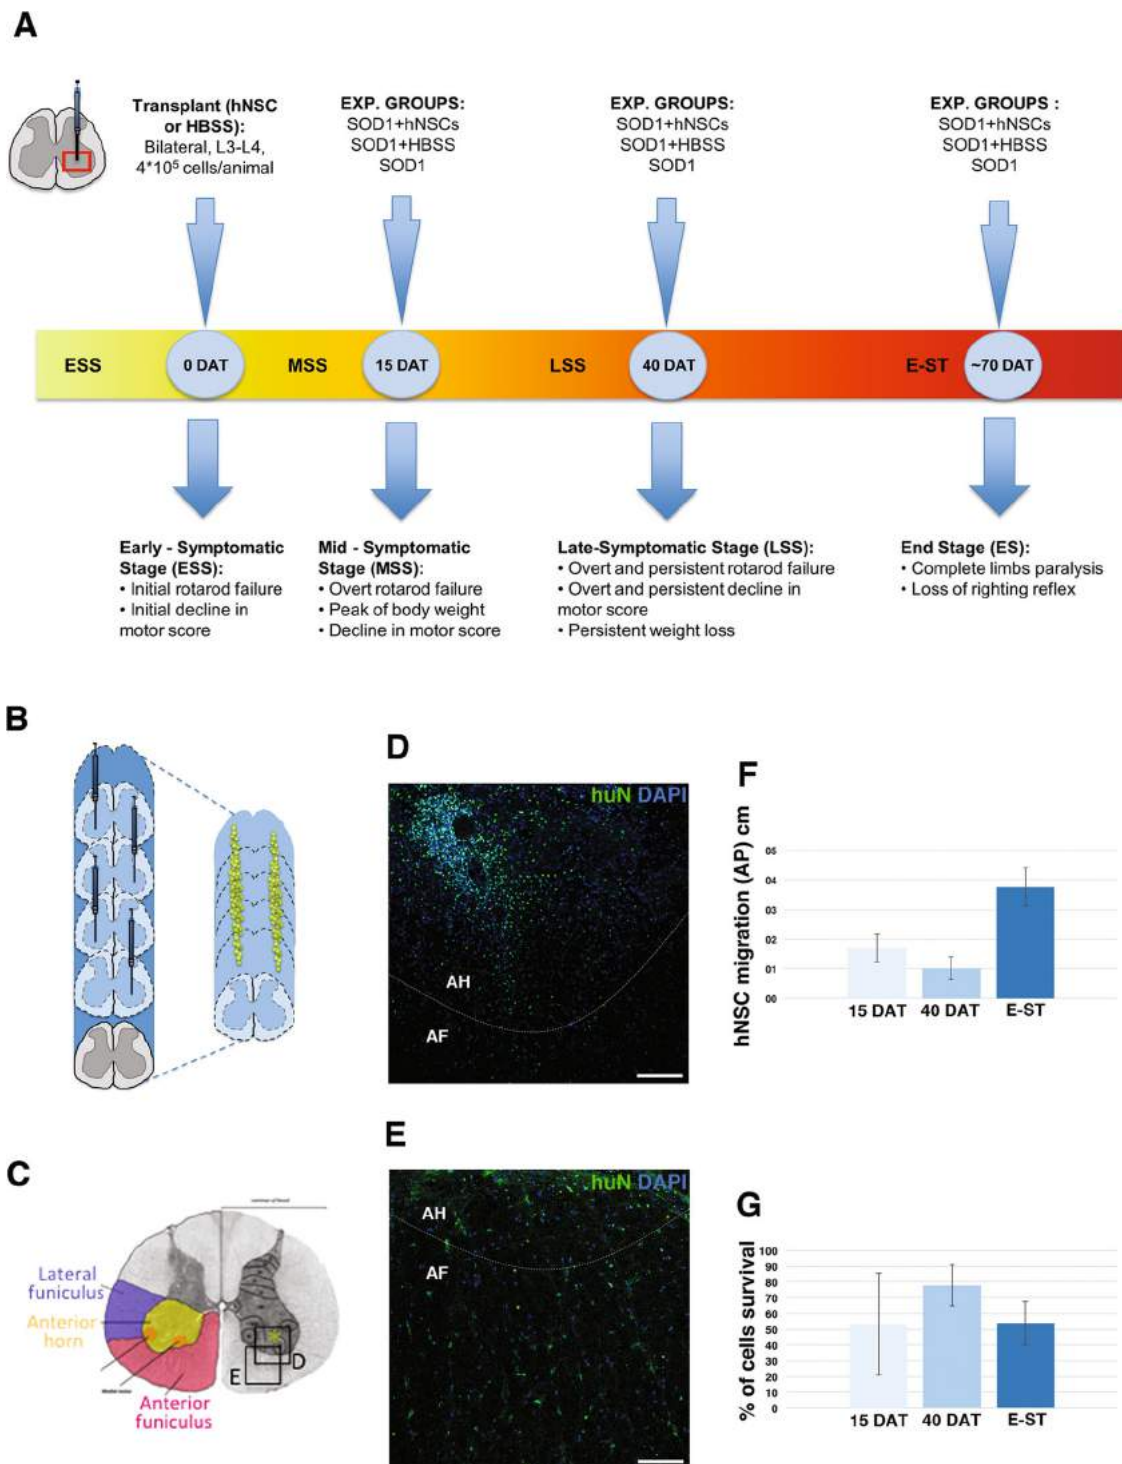 A
Transplant (hNSC
or HBSS):
Bilateral, L3-L4,
4*10⁵ cells/animal
EXP. GROUPS:
SOD1+hNSCs
SOD1+HBSS
SOD1
EXP. GROUPS:
SOD1+hNSCs
SOD1+HBSS
SOD1
EXP. GROUPS :
SOD1+hNSCs
SOD1+HBSS
SOD1
ESS
0 DAT
MSS
15 DAT
LSS
40 DAT
E-ST
~70 DAT
Early - Symptomatic
Stage (ESS):
• Initial rotarod failure
• Initial decline in
motor score
Mid - Symptomatic
Stage (MSS):
• Overt rotarod failure
• Peak of body weight
• Decline in motor score
Late-Symptomatic Stage (LSS):
• Overt and persistent rotarod failure
• Overt and persistent decline in
motor score
• Persistent weight loss
End Stage (ES):
• Complete limbs paralysis
• Loss of righting reflex
B
C
Lateral
funiculus
Anterior
horn
Anterior
funiculus
E
D
D
huN DAPI
AH
AF
E
huN DAPI
AH
AF
F
hNSC migration (AP) cm
05
04
03
02
01
00
15 DAT
40 DAT
E-ST
G
% of cells survival
100
90
80
70
60
50
40
30
20
10
0
15 DAT
40 DAT
E-ST